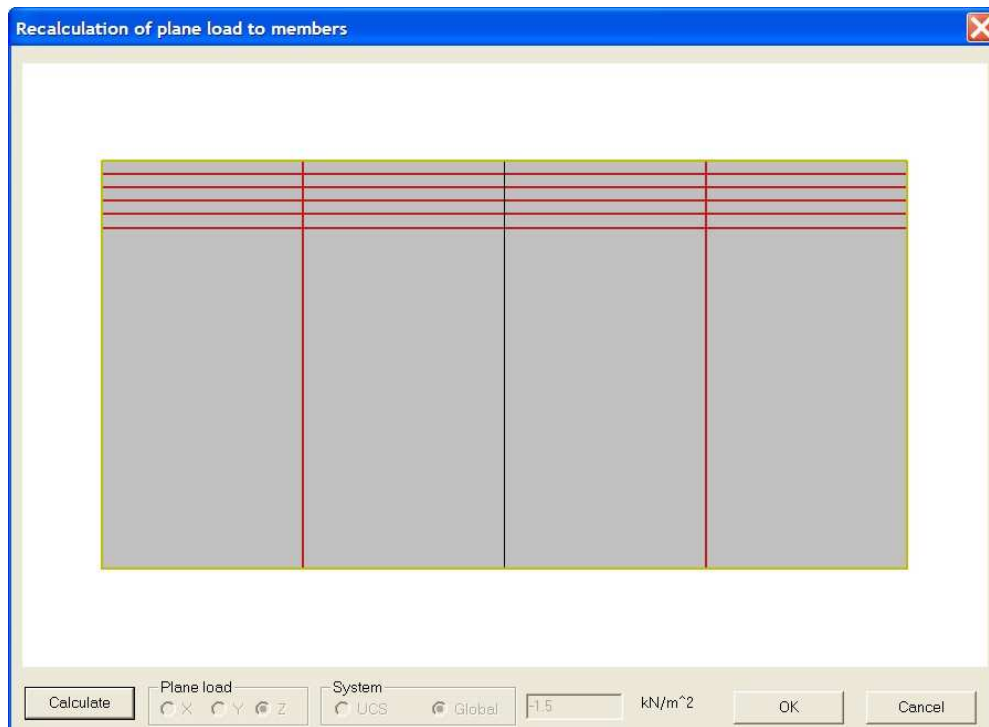 Recalculation of plane load to members
Plane load
System
Calculate
X Y Z
UCS Global
-1.5
kN/m^2
OK
Cancel